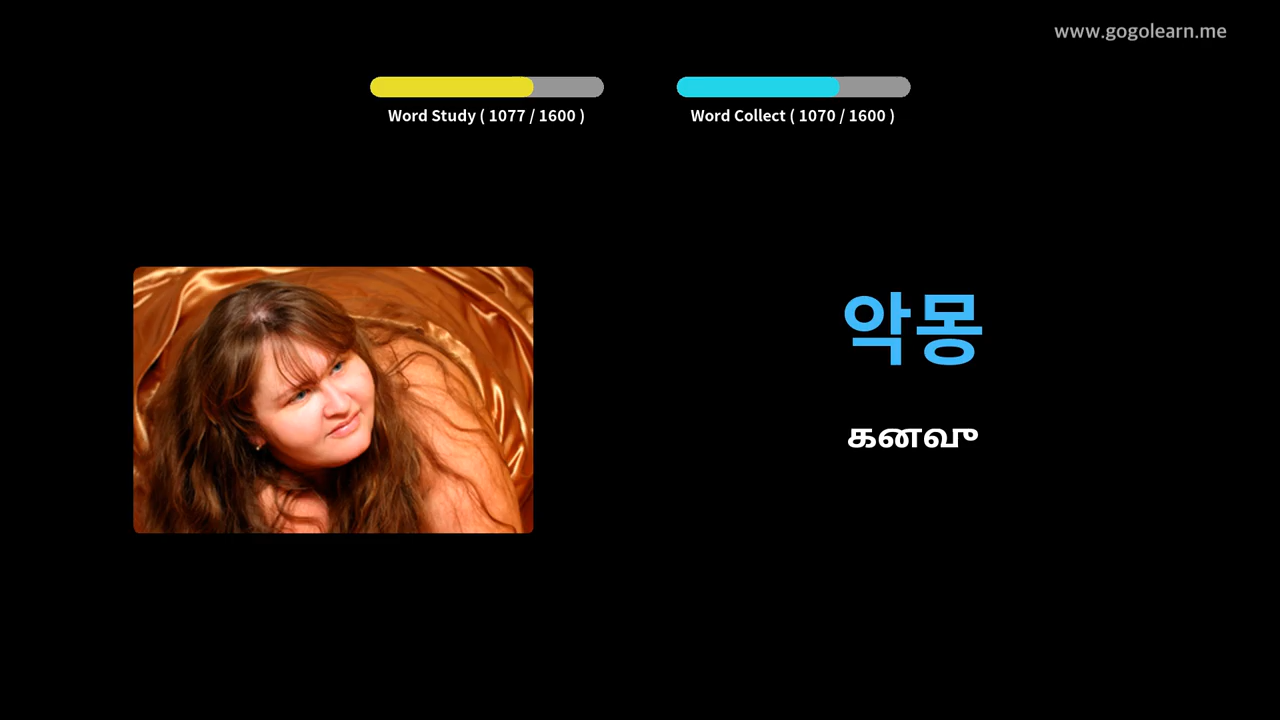 www.gogolearn.me
Word Study ( 1077 / 1600 )
Word Collect ( 1070 / 1600 )
악몽
கனவு